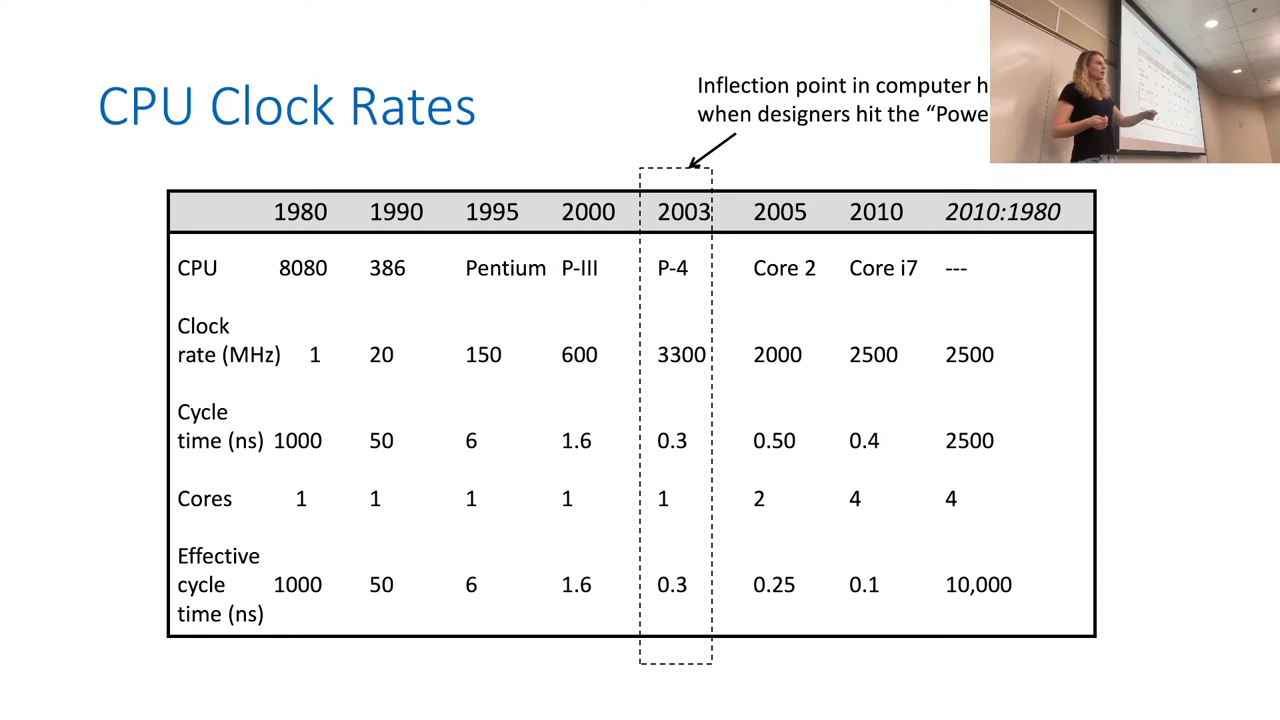 CPU Clock Rates
Inflection point in computer h
when designers hit the “Powe
1980 1990 1995 2000 2003 2005 2010 2010:1980
CPU 8080 386 Pentium P-III P-4 Core 2 Core i7 ---
Clock
rate (MHz) 1 20 150 600 3300 2000 2500 2500
Cycle
time (ns) 1000 50 6 1.6 0.3 0.50 0.4 2500
Cores 1 1 1 1 1 2 4 4
Effective
cycle 1000 50 6 1.6 0.3 0.25 0.1 10,000
time (ns)